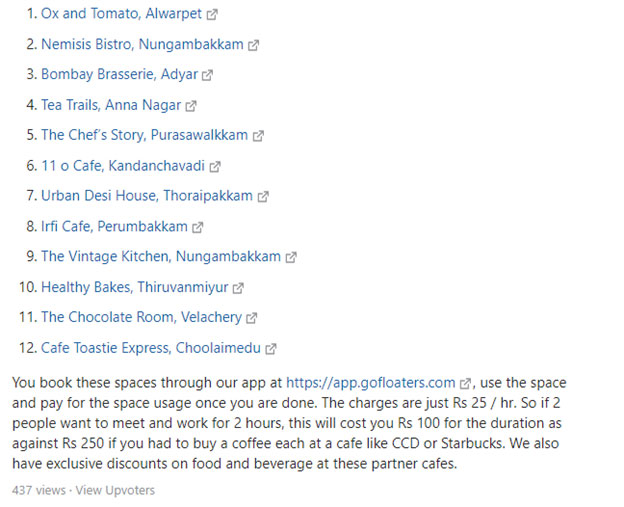 1. Ox and Tomato, Alwarpet
2. Nemisis Bistro, Nungambakkam
3. Bombay Brasserie, Adyar
4. Tea Trails, Anna Nagar
5. The Chef's Story, Purasawalkkam
6. 11 o Cafe, Kandanchavadi
7. Urban Desi House, Thoraipakkam
8. Irfi Cafe, Perumbakkam
9. The Vintage Kitchen, Nungambakkam
10. Healthy Bakes, Thiruvanmiyur
11. The Chocolate Room, Velachery
12. Cafe Toastie Express, Choolaimedu
You book these spaces through our app at https://app.gofloaters.com , use the space
and pay for the space usage once you are done. The charges are just Rs 25 / hr. So if 2
people want to meet and work for 2 hours, this will cost you Rs 100 for the duration as
against Rs 250 if you had to buy a coffee each at a cafe like CCD or Starbucks. We also
have exclusive discounts on food and beverage at these partner cafes.
437 views · View Upvoters